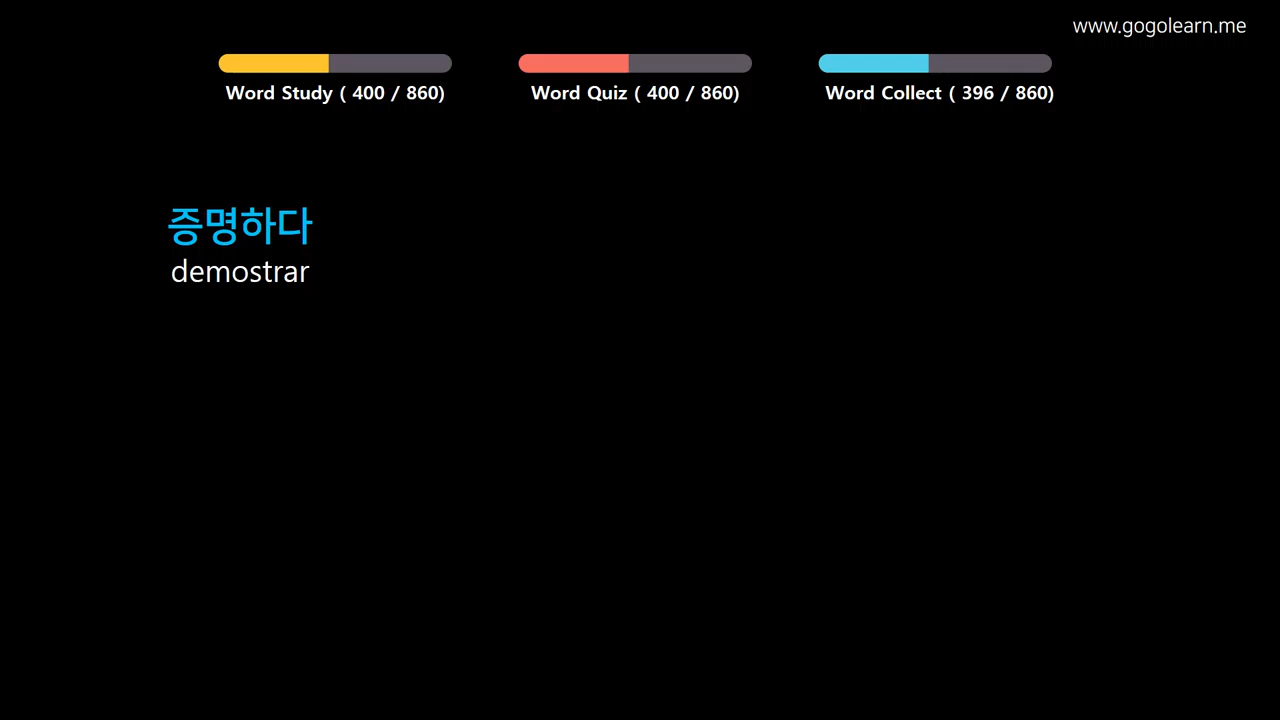 www.gogolearn.me
Word Study ( 400 / 860)
Word Quiz ( 400 / 860)
Word Collect ( 396 / 860)
증명하다
demostrar